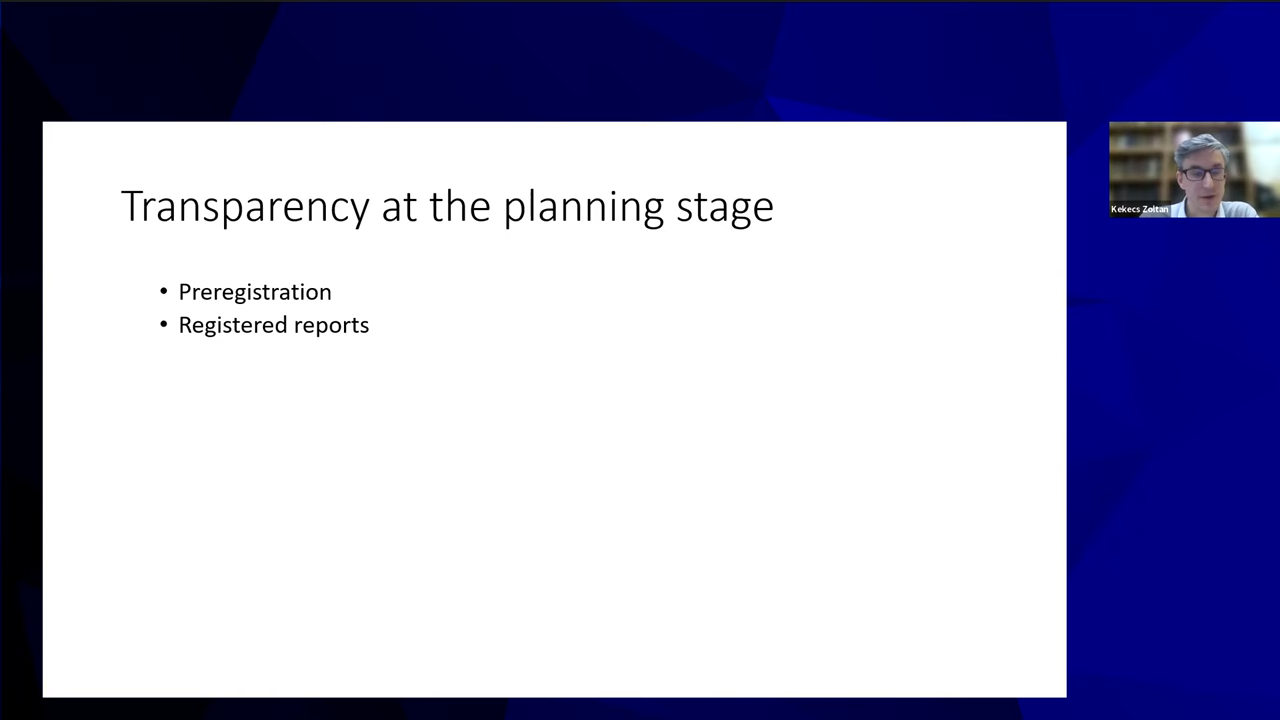 Transparency at the planning stage
• Preregistration
• Registered reports
Kekecs Zoltan